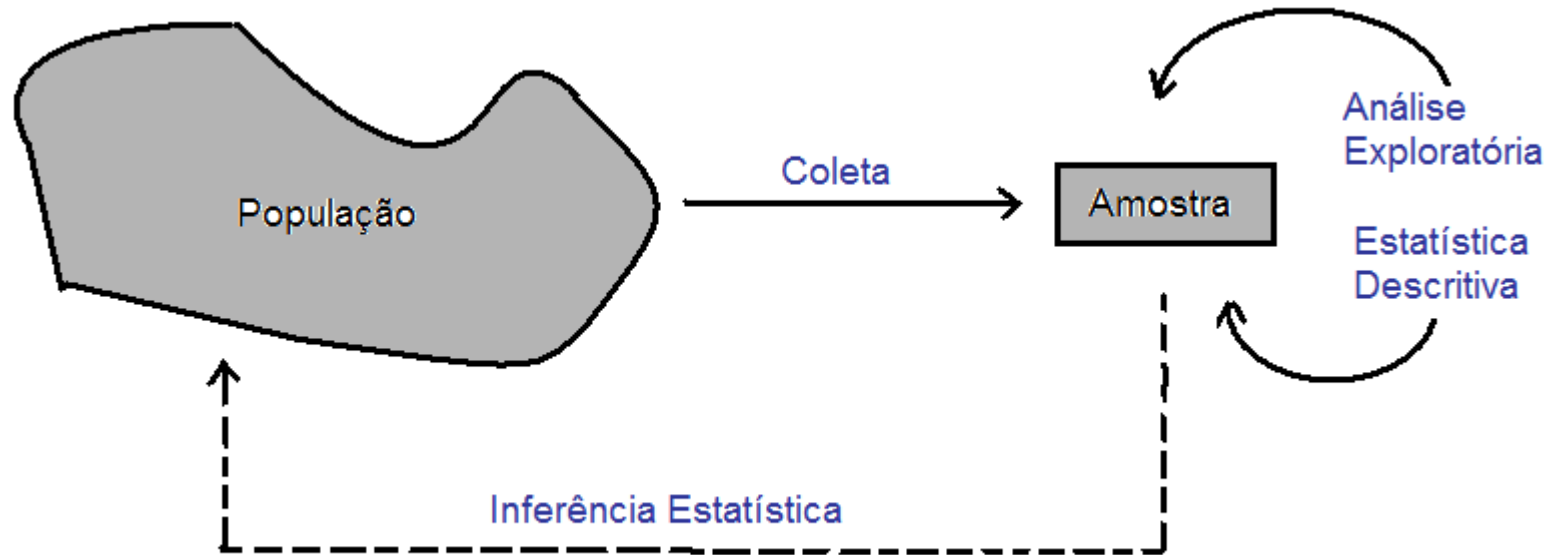 Análise
Exploratória
Coleta
População
Amostra
Estatística
Descritiva
Inferência Estatística